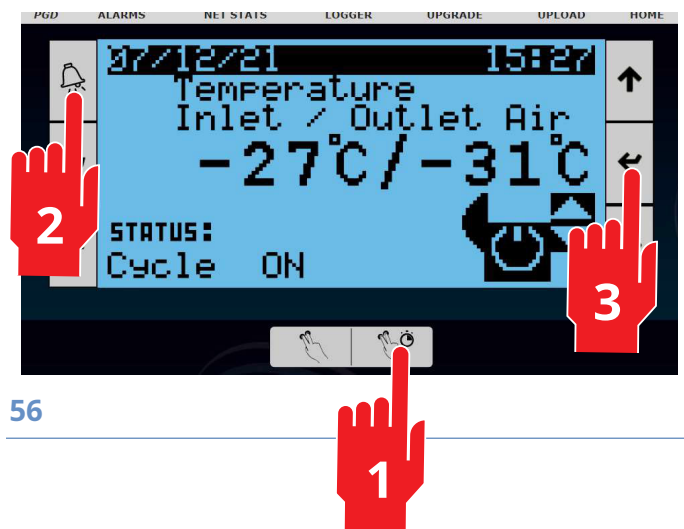 PGD ALARMS NET STATS LOGGER UPGRADE UPLOAD HOME
07/12/21 15:27
Temperature
Inlet / Outlet Air
-27°C/-31°C
STATUS:
Cycle ON
2
3
56
1